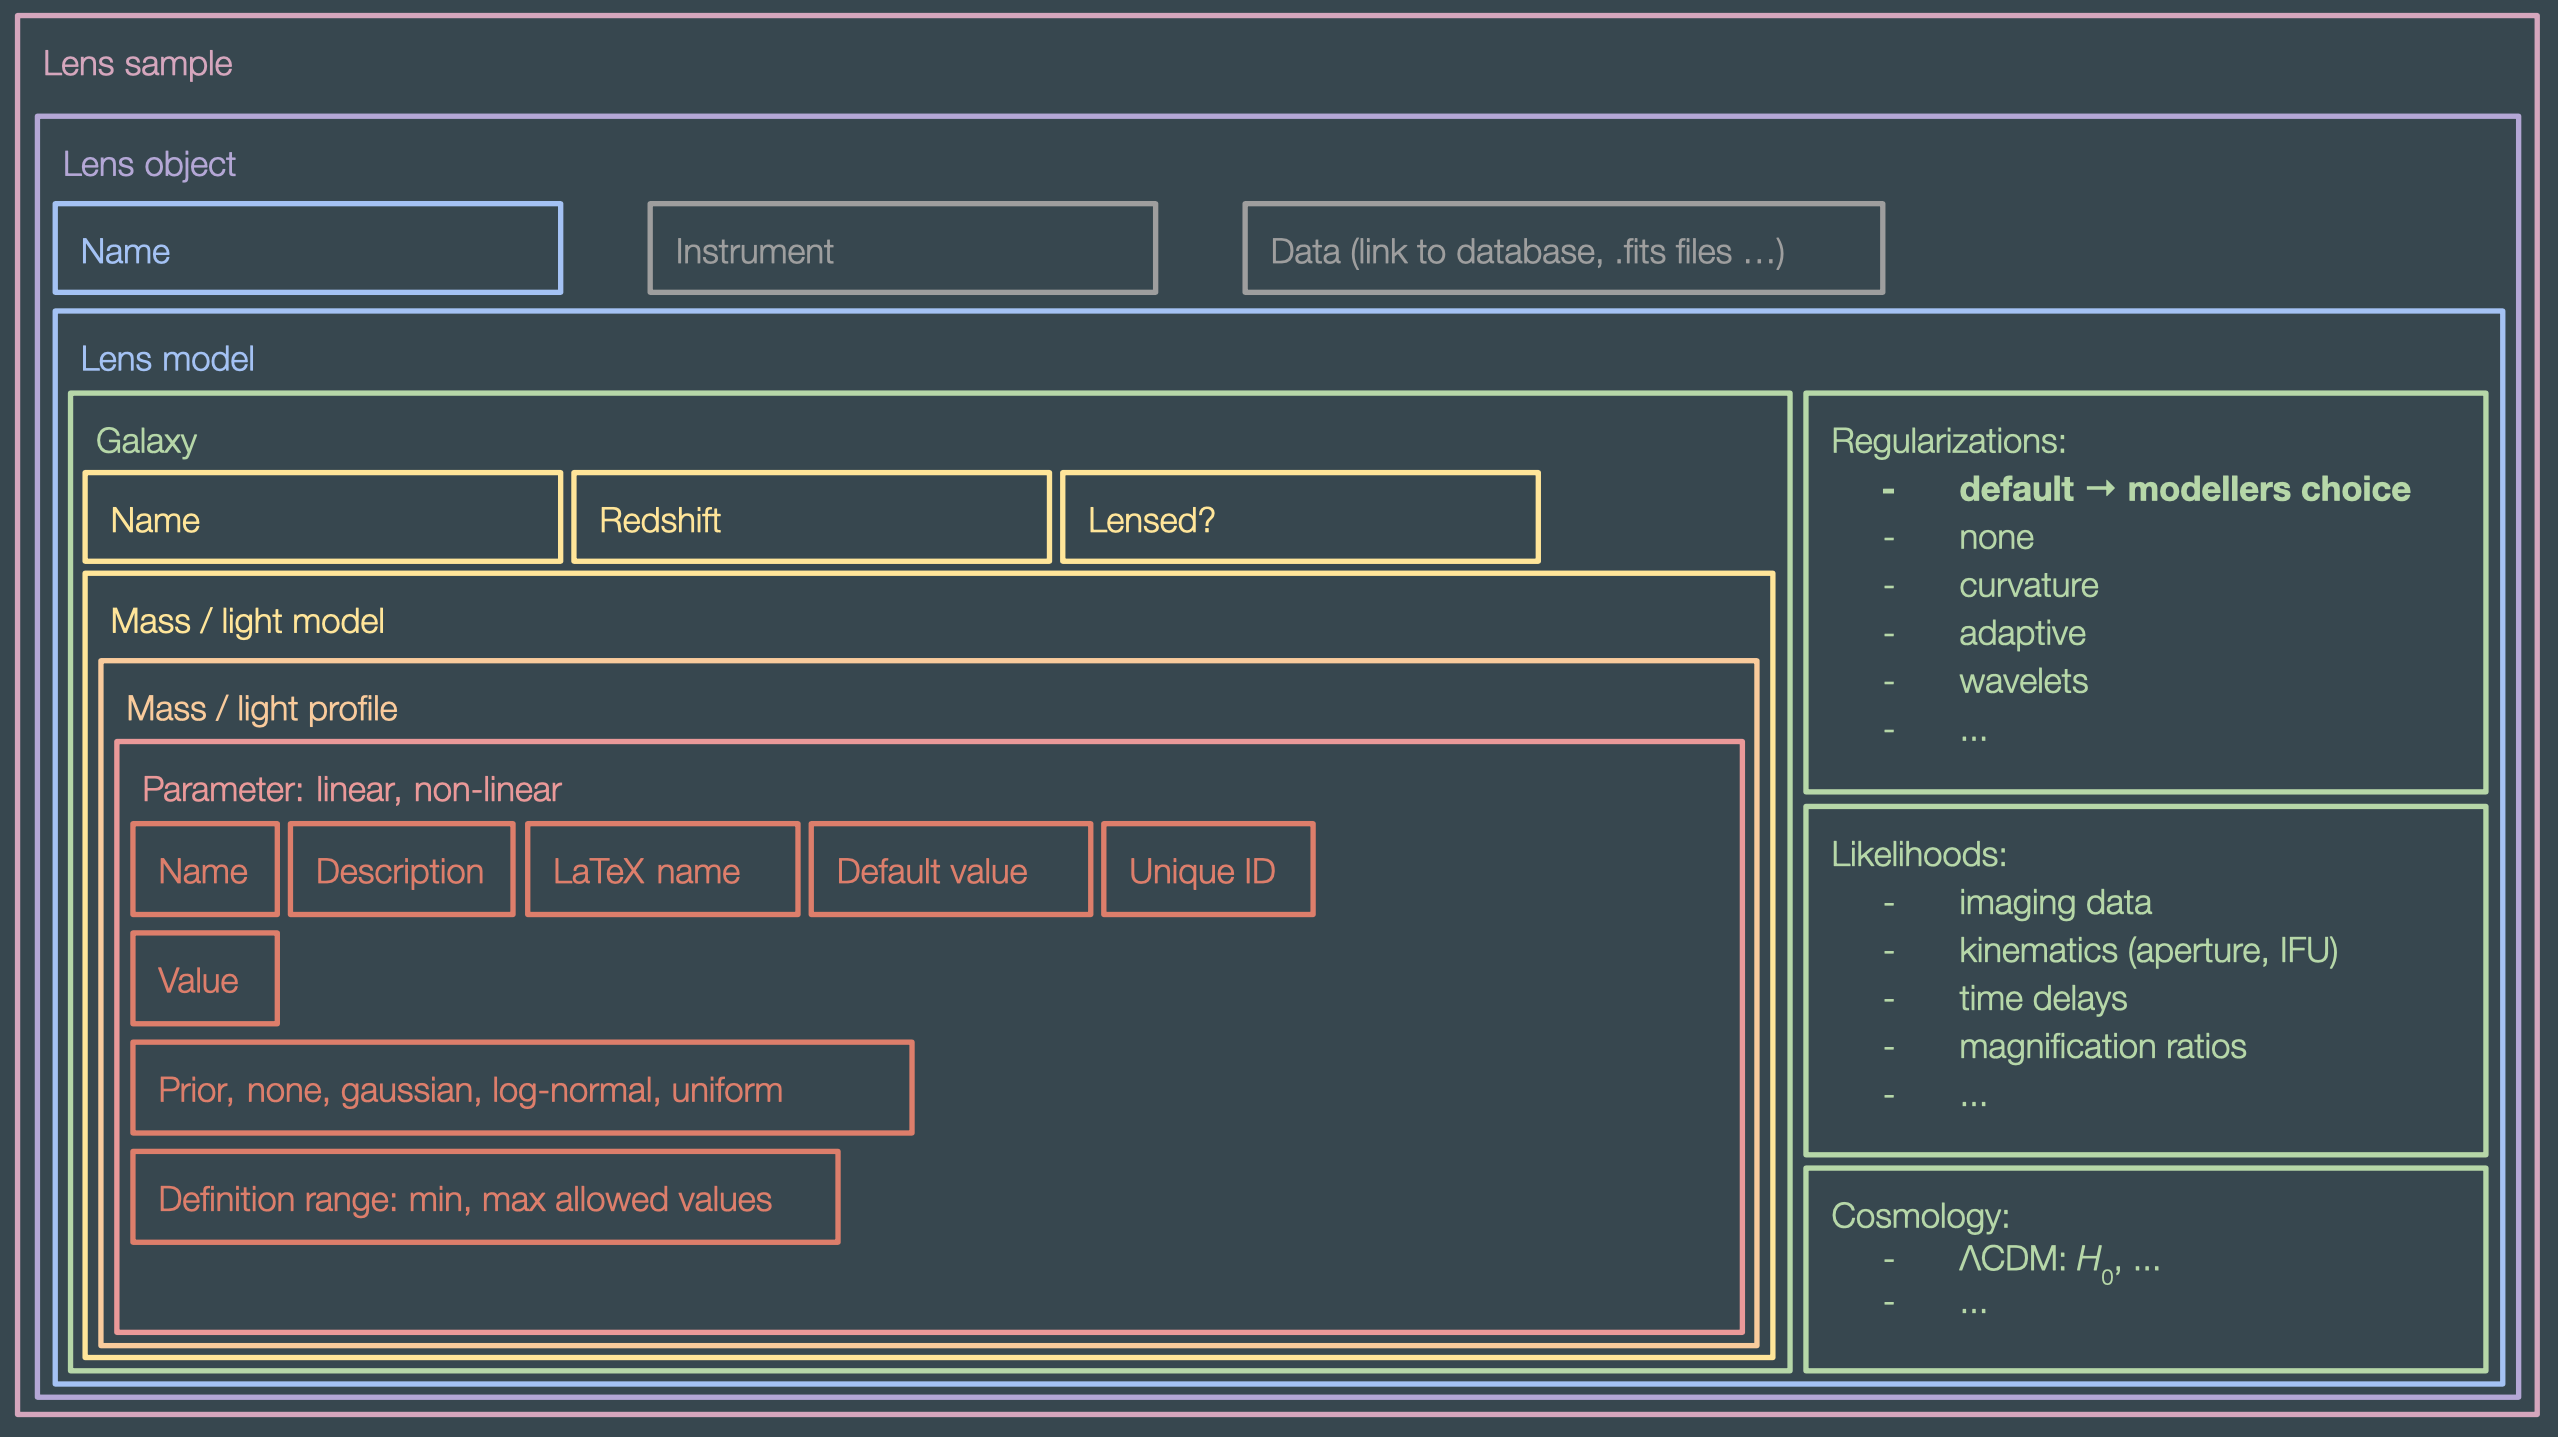 Lens sample
Lens object
Name
Instrument
Data (link to database, .fits files …)
Lens model
Galaxy
Name
Redshift
Lensed?
Mass / light model
Mass / light profile
Parameter: linear, non-linear
Name
Description
LaTeX name
Default value
Unique ID
Value
Prior, none, gaussian, log-normal, uniform
Definition range: min, max allowed values
Regularizations:
- default → modellers choice
- none
- curvature
- adaptive
- wavelets
- ...
Likelihoods:
- imaging data
- kinematics (aperture, IFU)
- time delays
- magnification ratios
- ...
Cosmology:
- ΛCDM: H₀, ...
- ...